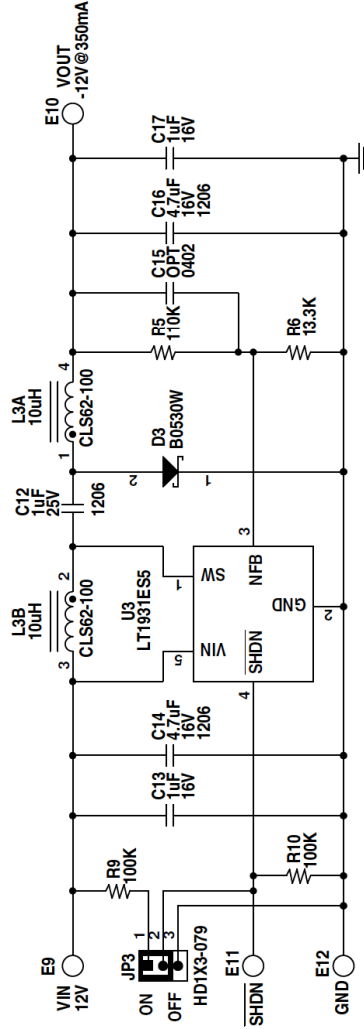 E9
VIN
12V
L3B
10uH
3
2
CLS62-100
C12
1uF
25V
1206
L3A
10uH
1
4
CLS62-100
E10
VOUT
-12V@350mA
R9
100K
C13
1uF
16V
C14
4.7uF
16V
1206
U3
LT1931ES5
5
VIN
1
SW
SHDN
4
NFB
3
GND
2
D3
B0530W
2
1
R5
110K
C15
OPT
0402
C16
4.7uF
16V
1206
C17
1uF
16V
R6
13.3K
JP3
1
2
3
ON
OFF
HD1X3-079
E11
SHDN
R10
100K
E12
GND